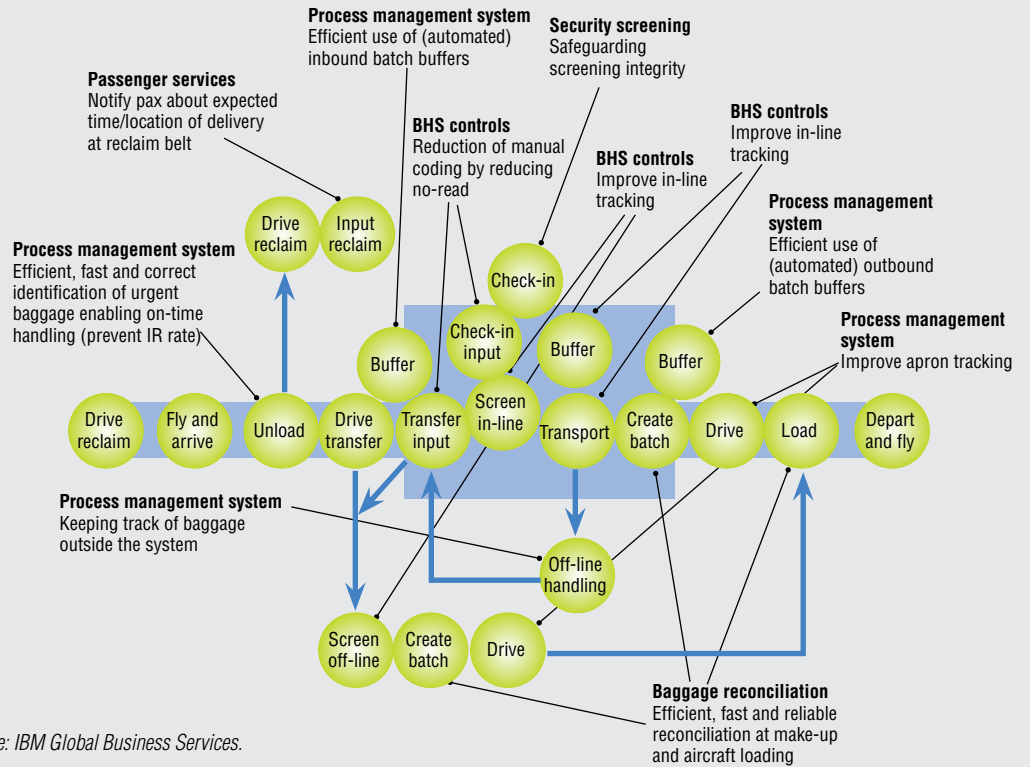 Process management system
Efficient use of (automated)
inbound batch buffers
Security screening
Safeguarding
screening integrity
Passenger services
Notify pax about expected
time/location of delivery
at reclaim belt
BHS controls
Reduction of manual
coding by reducing
no-read
BHS controls
Improve in-line
tracking
BHS controls
Improve in-line
tracking
Process management
system
Efficient use of
(automated) outbound
batch buffers
Process management system
Efficient, fast and correct
identification of urgent
baggage enabling on-time
handling (prevent IR rate)
Process management
system
Improve apron tracking
Drive
reclaim
Input
reclaim
Check-in
Buffer
Check-in
input
Buffer
Buffer
Drive
reclaim
Fly and
arrive
Unload
Drive
transfer
Transfer
input
Screen
in-line
Transport
Create
batch
Drive
Load
Depart
and fly
Process management system
Keeping track of baggage
outside the system
Off-line
handling
Screen
off-line
Create
batch
Drive
Baggage reconciliation
Efficient, fast and reliable
reconciliation at make-up
and aircraft loading
e: IBM Global Business Services.